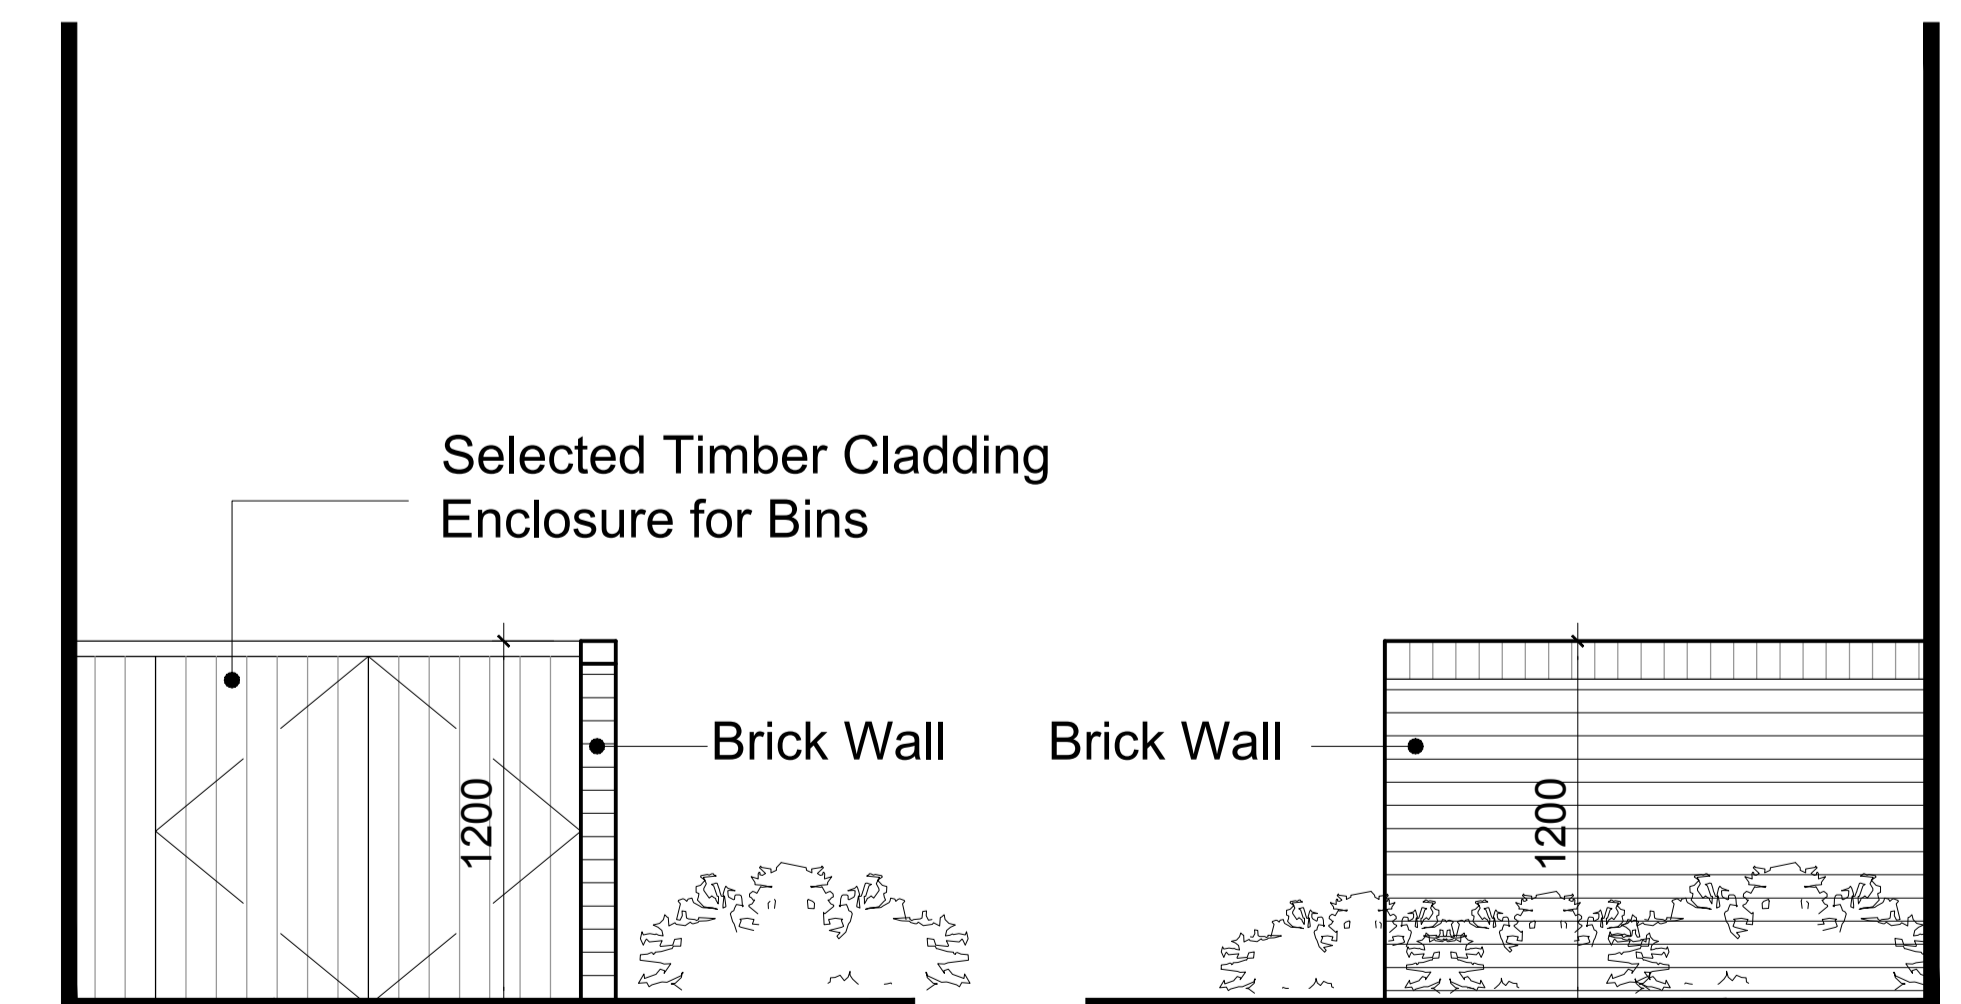 Selected Timber Cladding
Enclosure for Bins
Brick Wall
Brick Wall
1200
1200